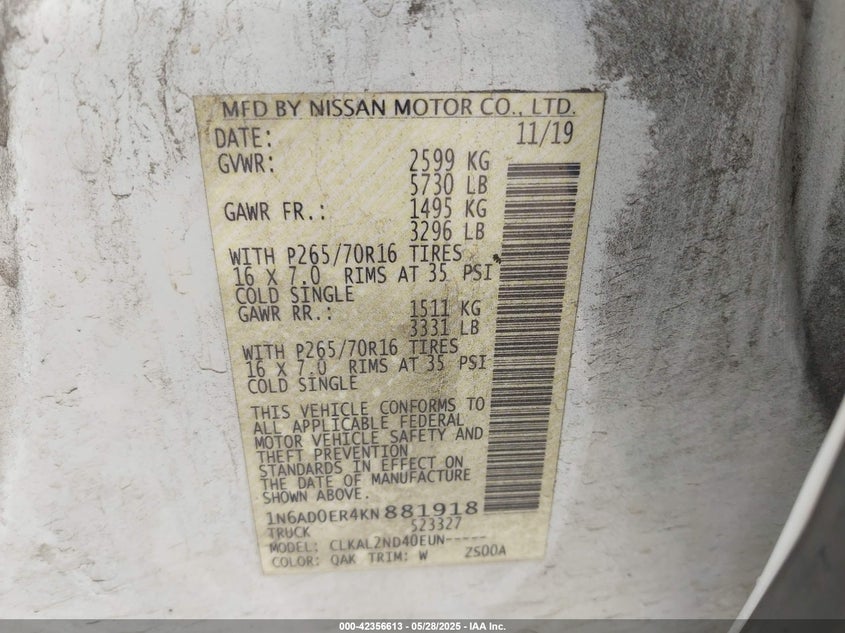 MFD BY NISSAN MOTOR CO., LTD.
DATE: 11/19
GVWR: 2599 KG
5730 LB
GAWR FR.: 1495 KG
3296 LB
WITH P265/70R16 TIRES
16 X 7.0 RIMS AT 35 PSI
COLD SINGLE
GAWR RR.: 1511 KG
3331 LB
WITH P265/70R16 TIRES
16 X 7.0 RIMS AT 35 PSI
COLD SINGLE
THIS VEHICLE CONFORMS TO
ALL APPLICABLE FEDERAL
MOTOR VEHICLE SAFETY AND
THEFT PREVENTION
STANDARDS IN EFFECT ON
THE DATE OF MANUFACTURE
SHOWN ABOVE.
1N6AD0ER4KN881918
TRUCK 523327
MODEL: CLKAL2ND40EUN-----
COLOR: QAK TRIM: W ZS00A
000-42356613 - 05/28/2025 - IAA Inc.